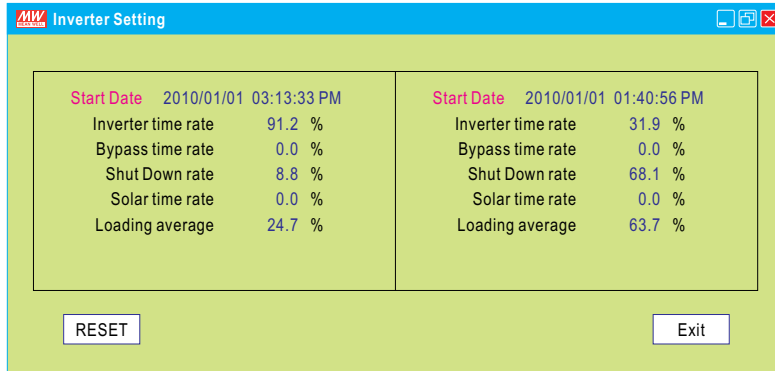 MW MEAN WELL Inverter Setting
Start Date 2010/01/01 03:13:33 PM
Inverter time rate 91.2 %
Bypass time rate 0.0 %
Shut Down rate 8.8 %
Solar time rate 0.0 %
Loading average 24.7 %
Start Date 2010/01/01 01:40:56 PM
Inverter time rate 31.9 %
Bypass time rate 0.0 %
Shut Down rate 68.1 %
Solar time rate 0.0 %
Loading average 63.7 %
RESET Exit